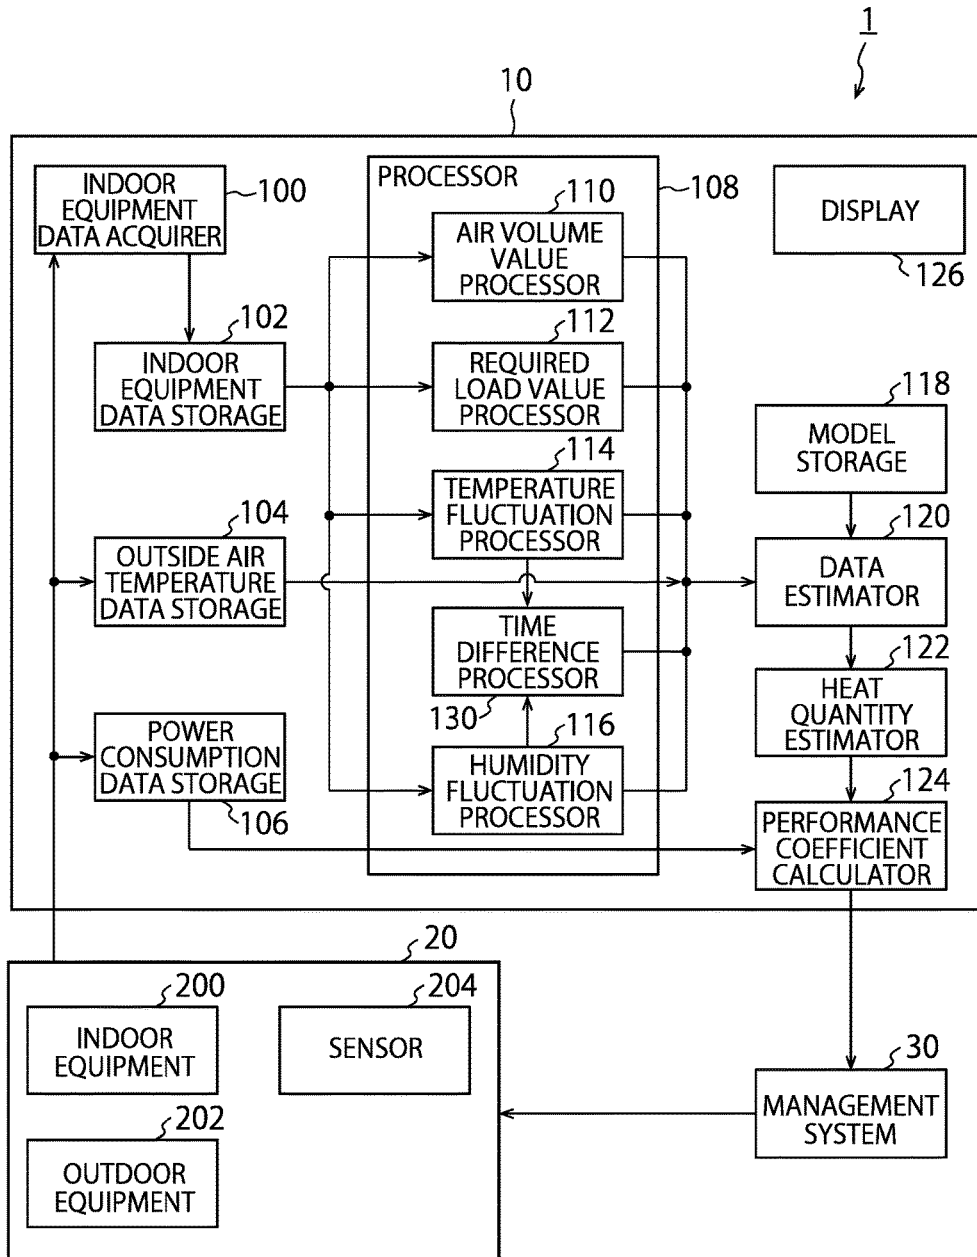 1
10
INDOOR
EQUIPMENT
DATA ACQUIRER
100
PROCESSOR
108
110
AIR VOLUME
VALUE
PROCESSOR
DISPLAY
126
102
INDOOR
EQUIPMENT
DATA STORAGE
112
REQUIRED
LOAD VALUE
PROCESSOR
118
MODEL
STORAGE
114
TEMPERATURE
FLUCTUATION
PROCESSOR
104
OUTSIDE AIR
TEMPERATURE
DATA STORAGE
120
DATA
ESTIMATOR
TIME
DIFFERENCE
PROCESSOR
130
122
HEAT
QUANTITY
ESTIMATOR
POWER
CONSUMPTION
DATA STORAGE
106
116
HUMIDITY
FLUCTUATION
PROCESSOR
124
PERFORMANCE
COEFFICIENT
CALCULATOR
20
200
INDOOR
EQUIPMENT
204
SENSOR
202
OUTDOOR
EQUIPMENT
30
MANAGEMENT
SYSTEM